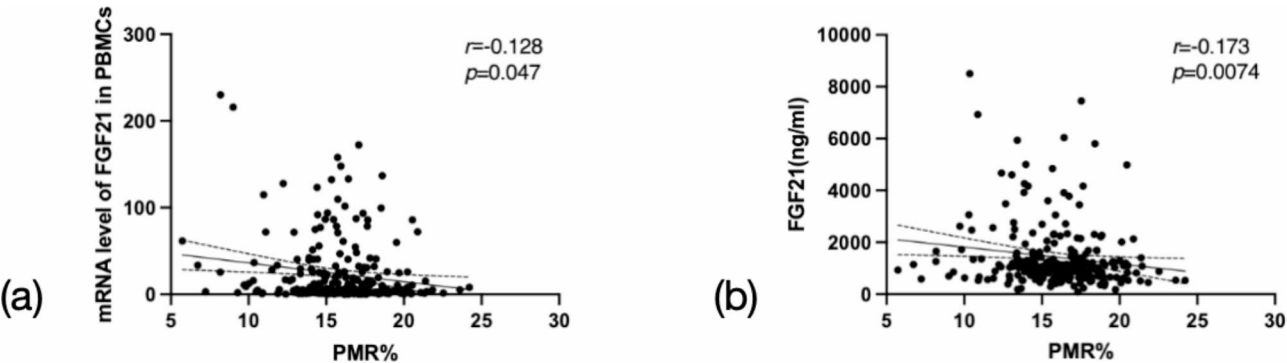 (a)
mRNA level of FGF21 in PBMCs
300
200
100
0
5
10
15
20
25
30
PMR%
r=-0.128
p=0.047
(b)
FGF21(ng/ml)
10000
8000
6000
4000
2000
0
5
10
15
20
25
30
PMR%
r=-0.173
p=0.0074